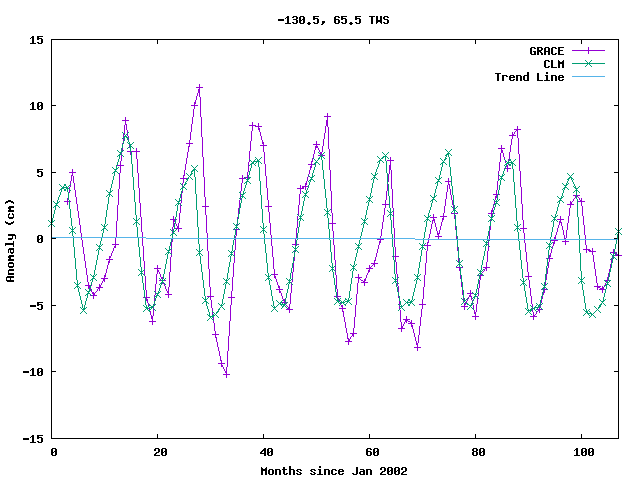 -130.5, 65.5 TWS
15
GRACE
CLM
Trend Line
10
5
0
-5
-10
-15
Anomaly (cm)
0 20 40 60 80 100
Months since Jan 2002